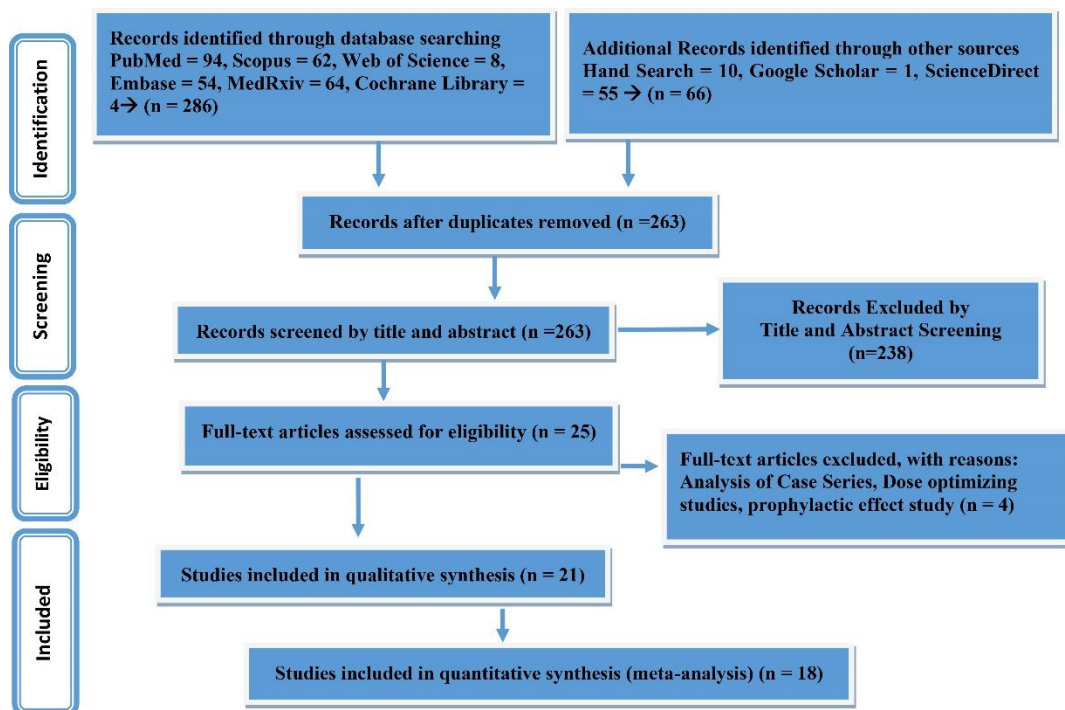 Identification
Records identified through database searching
PubMed = 94, Scopus = 62, Web of Science = 8,
Embase = 54, MedRxiv = 64, Cochrane Library =
4→ (n = 286)
Additional Records identified through other sources
Hand Search = 10, Google Scholar = 1, ScienceDirect
= 55 → (n = 66)
Records after duplicates removed (n =263)
Screening
Records screened by title and abstract (n =263)
Records Excluded by
Title and Abstract Screening
(n=238)
Eligibility
Full-text articles assessed for eligibility (n = 25)
Full-text articles excluded, with reasons:
Analysis of Case Series, Dose optimizing
studies, prophylactic effect study (n = 4)
Included
Studies included in qualitative synthesis (n = 21)
Studies included in quantitative synthesis (meta-analysis) (n = 18)